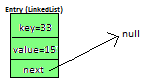 Entry (LinkedList)
key=33
null
value=15
next